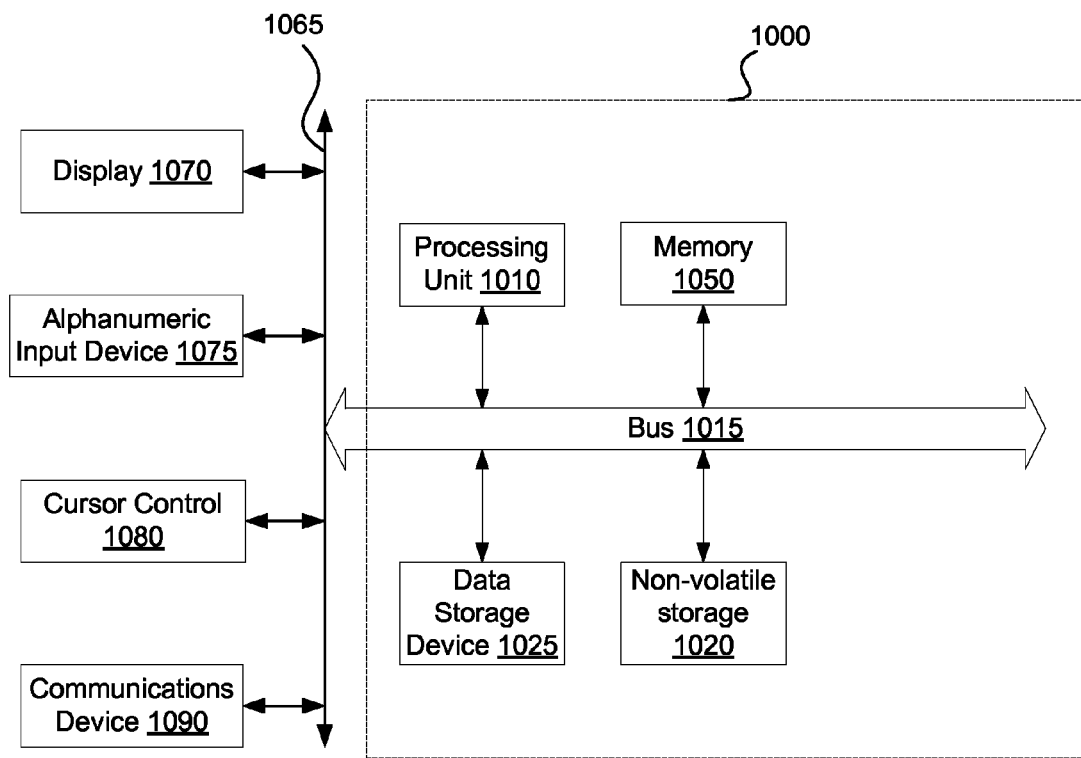 1065
1000
Display 1070
Processing
Unit 1010
Memory
1050
Alphanumeric
Input Device 1075
Bus 1015
Cursor Control
1080
Data
Storage
Device 1025
Non-volatile
storage
1020
Communications
Device 1090